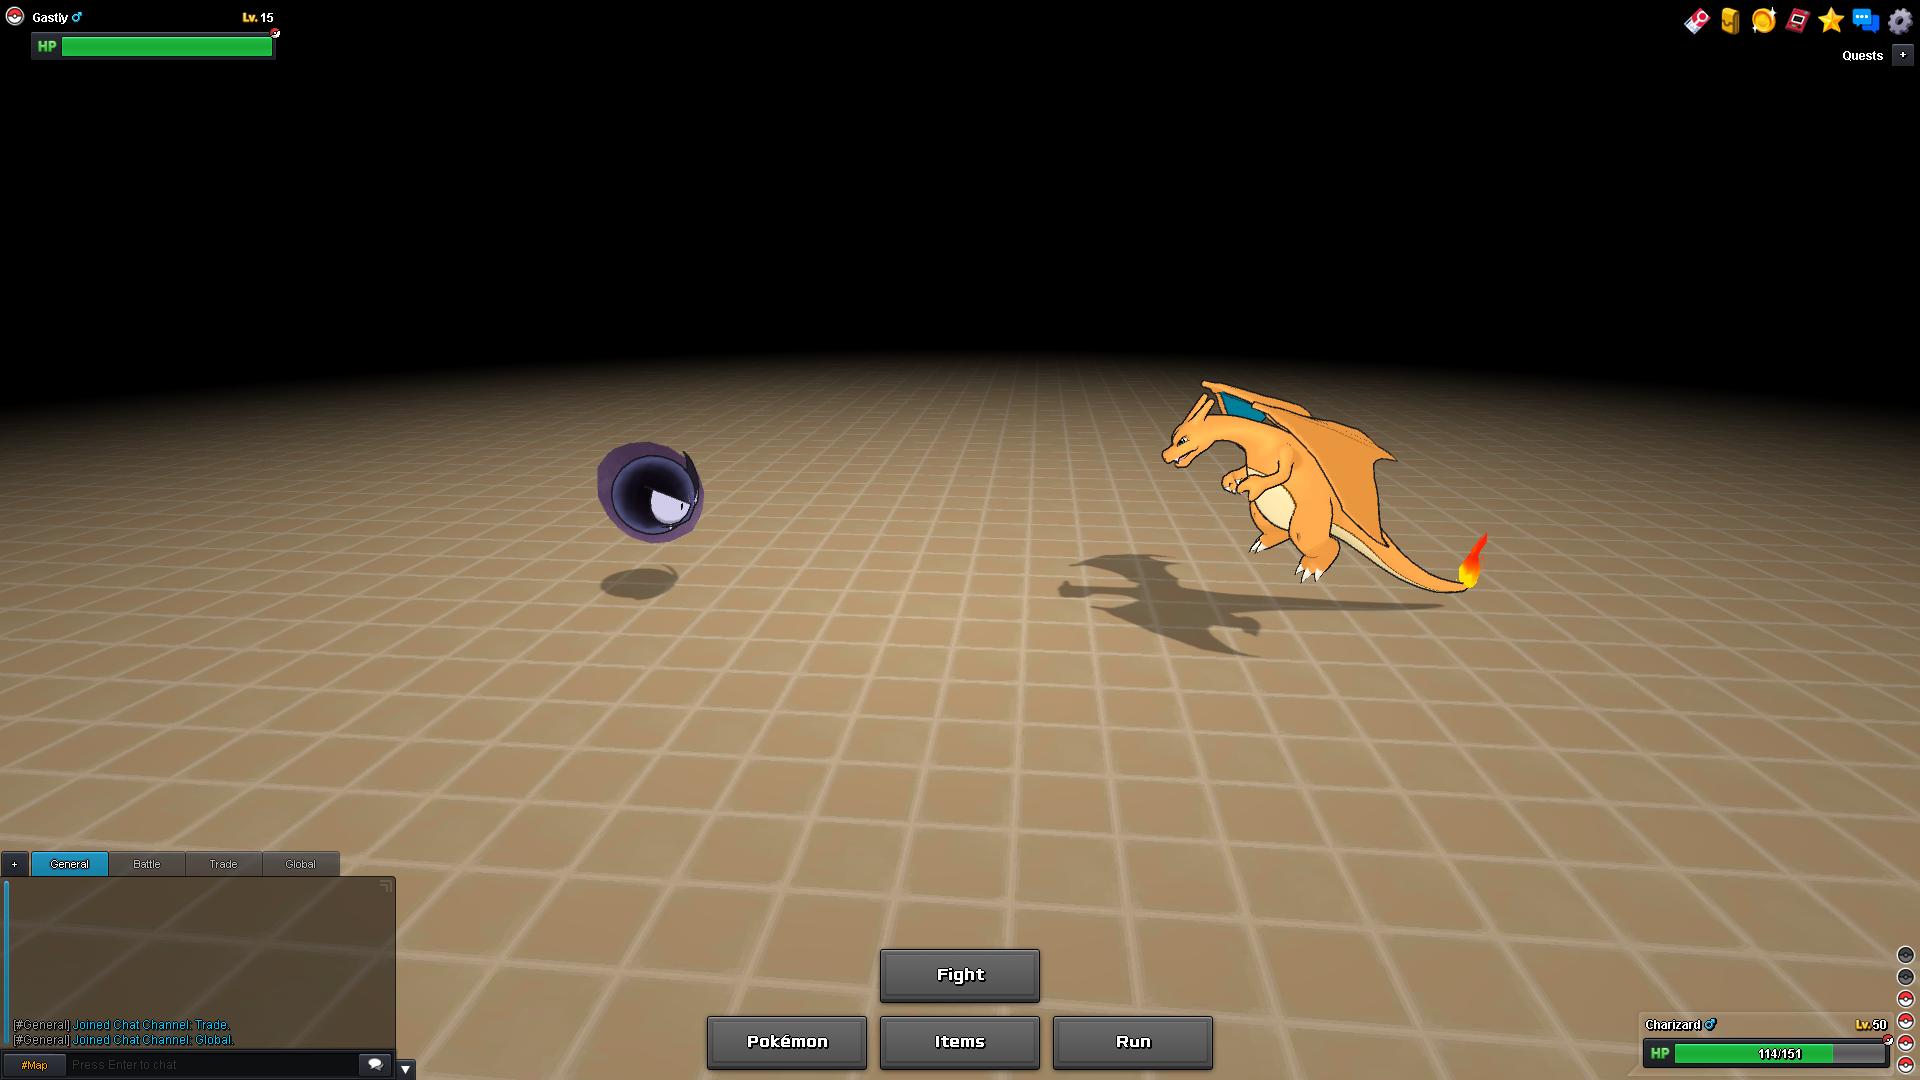 Gastly♂ Lv. 15
HP
Quests +
+ General Battle Trade Global
[#General] Joined Chat Channel: Trade.
[#General] Joined Chat Channel: Global.
#Map Press Enter to chat
Fight
Pokémon Items Run
Charizard♂ Lv. 50
HP 114/151